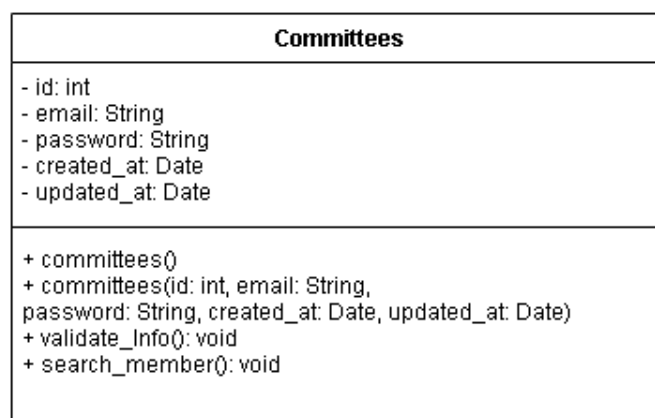 Committees
- id: int
- email: String
- password: String
- created_at: Date
- updated_at: Date
+ committees()
+ committees(id: int, email: String,
password: String, created_at: Date, updated_at: Date)
+ validate_Info(): void
+ search_member(): void